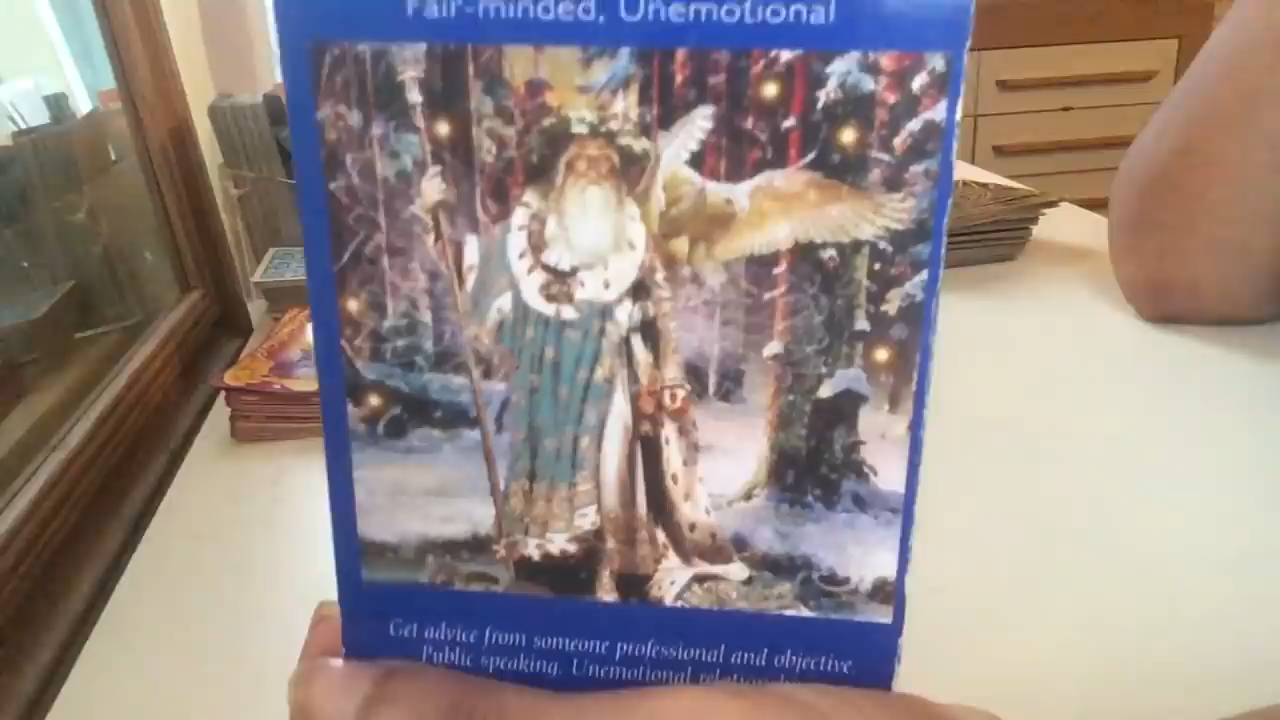 Fair-minded, Unemotional
Get advice from someone professional and objective.
Public speaking. Unemotional